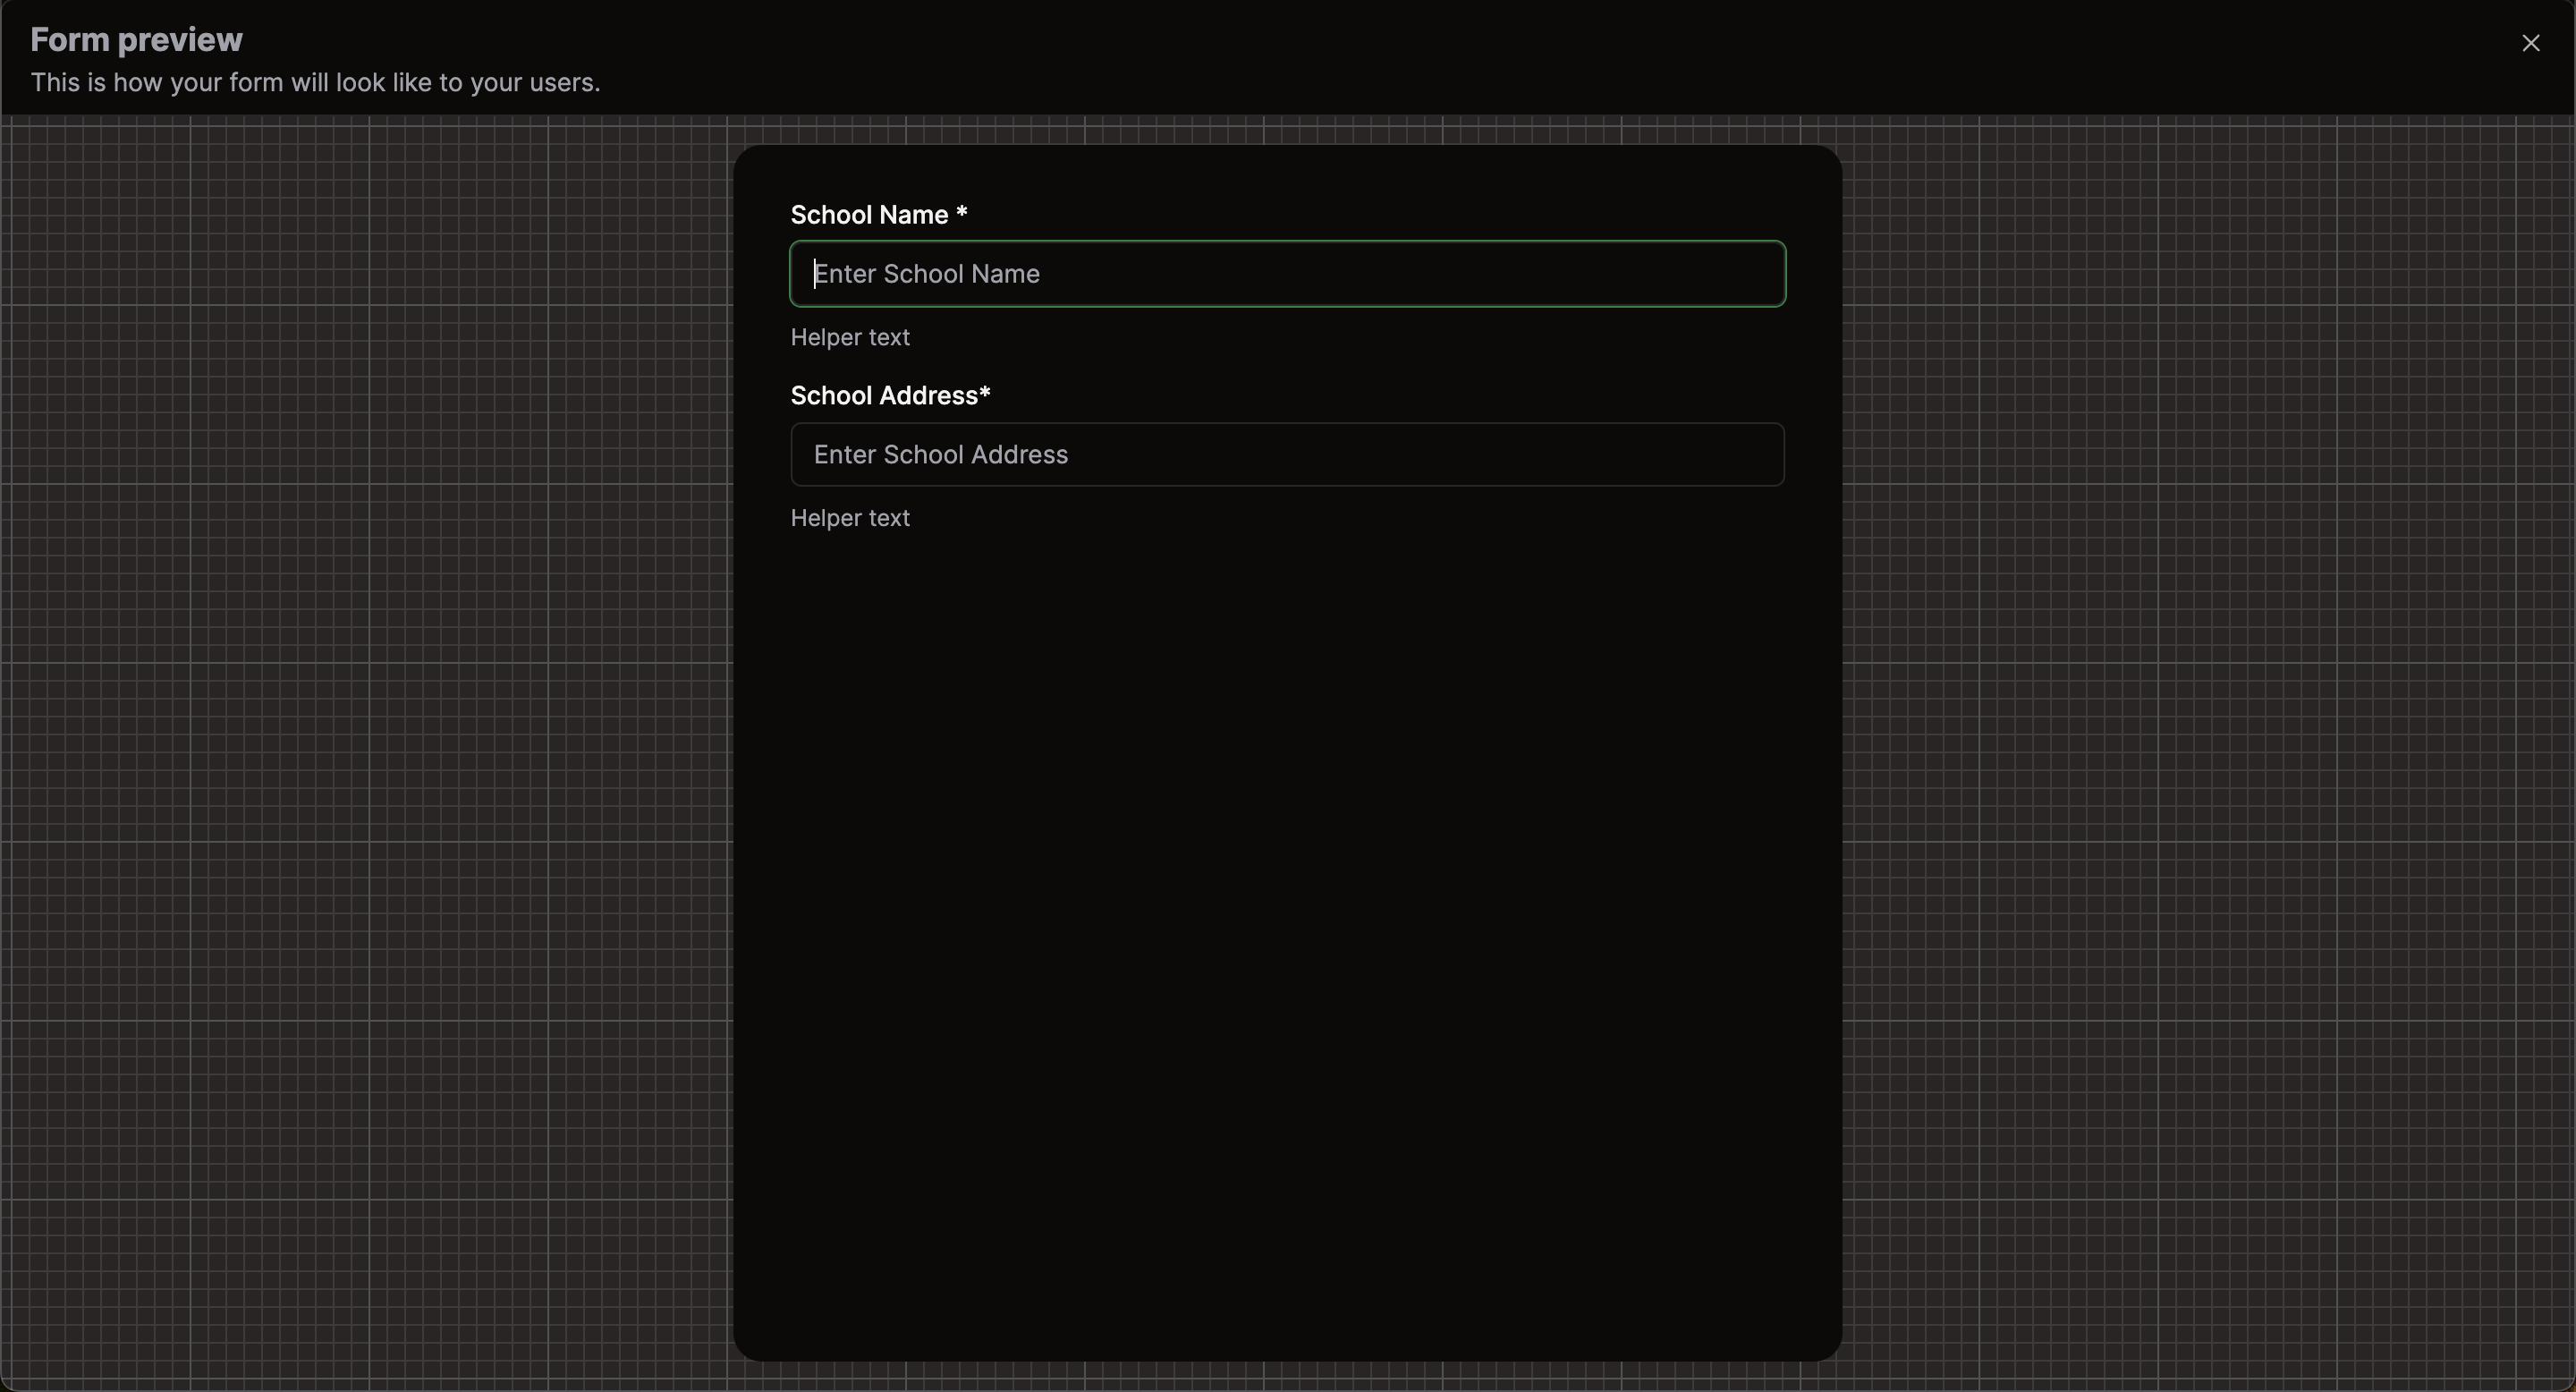 Form preview
This is how your form will look like to your users.
School Name *
Enter School Name
Helper text
School Address*
Enter School Address
Helper text